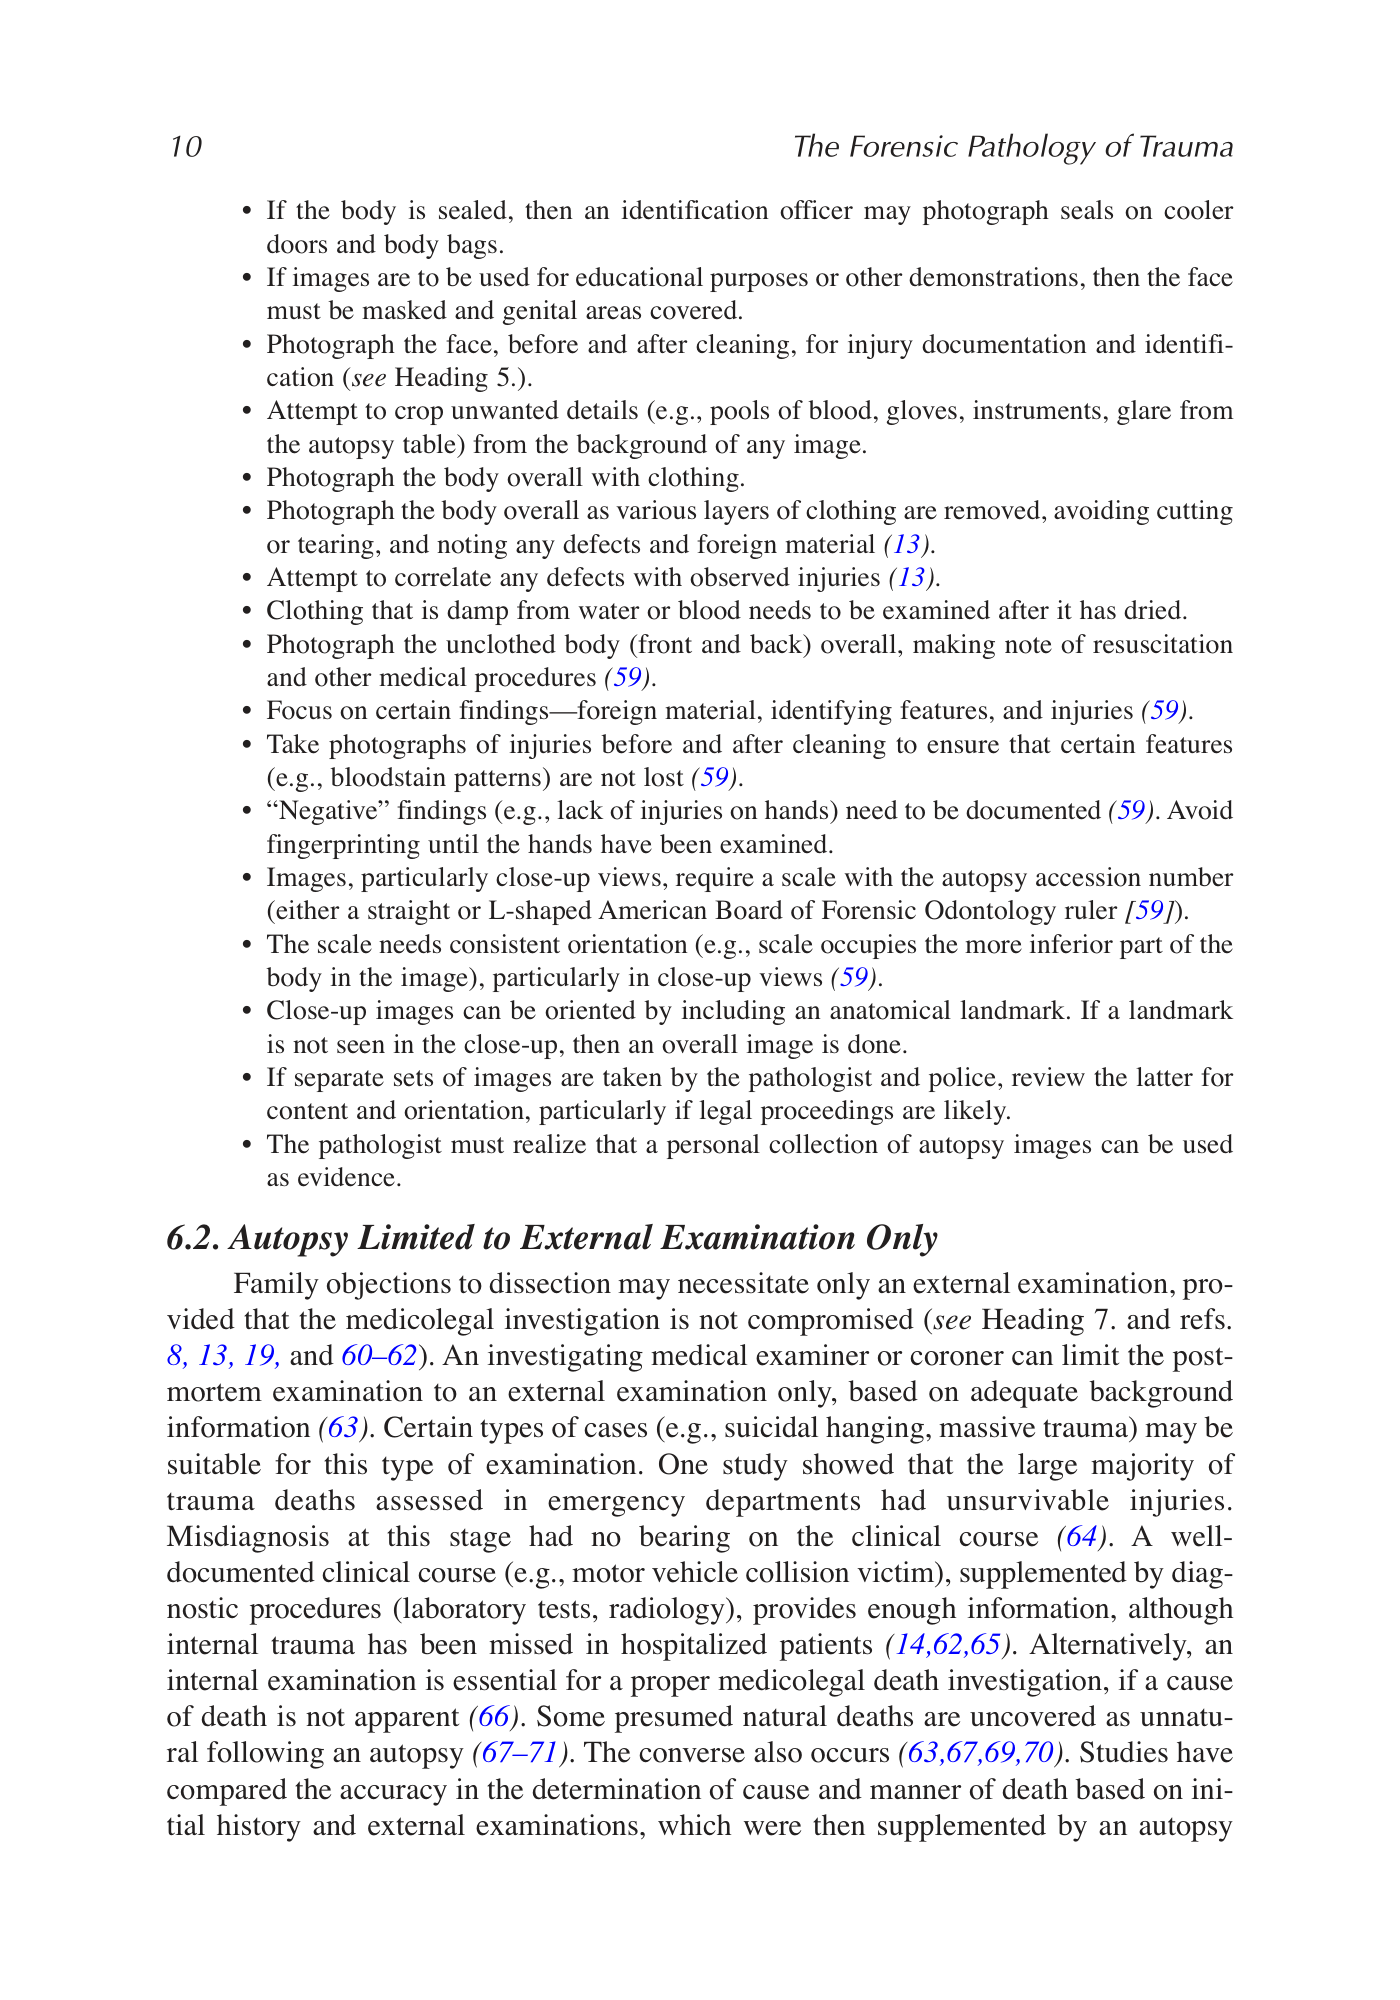 10 The Forensic Pathology of Trauma
• If the body is sealed, then an identification officer may photograph seals on cooler
doors and body bags.
• If images are to be used for educational purposes or other demonstrations, then the face
must be masked and genital areas covered.
• Photograph the face, before and after cleaning, for injury documentation and identifi-
cation (see Heading 5.).
• Attempt to crop unwanted details (e.g., pools of blood, gloves, instruments, glare from
the autopsy table) from the background of any image.
• Photograph the body overall with clothing.
• Photograph the body overall as various layers of clothing are removed, avoiding cutting
or tearing, and noting any defects and foreign material (13).
• Attempt to correlate any defects with observed injuries (13).
• Clothing that is damp from water or blood needs to be examined after it has dried.
• Photograph the unclothed body (front and back) overall, making note of resuscitation
and other medical procedures (59).
• Focus on certain findings—foreign material, identifying features, and injuries (59).
• Take photographs of injuries before and after cleaning to ensure that certain features
(e.g., bloodstain patterns) are not lost (59).
• “Negative” findings (e.g., lack of injuries on hands) need to be documented (59). Avoid
fingerprinting until the hands have been examined.
• Images, particularly close-up views, require a scale with the autopsy accession number
(either a straight or L-shaped American Board of Forensic Odontology ruler [59]).
• The scale needs consistent orientation (e.g., scale occupies the more inferior part of the
body in the image), particularly in close-up views (59).
• Close-up images can be oriented by including an anatomical landmark. If a landmark
is not seen in the close-up, then an overall image is done.
• If separate sets of images are taken by the pathologist and police, review the latter for
content and orientation, particularly if legal proceedings are likely.
• The pathologist must realize that a personal collection of autopsy images can be used
as evidence.
6.2. Autopsy Limited to External Examination Only
Family objections to dissection may necessitate only an external examination, pro-
vided that the medicolegal investigation is not compromised (see Heading 7. and refs.
8, 13, 19, and 60–62). An investigating medical examiner or coroner can limit the post-
mortem examination to an external examination only, based on adequate background
information (63). Certain types of cases (e.g., suicidal hanging, massive trauma) may be
suitable for this type of examination. One study showed that the large majority of
trauma deaths assessed in emergency departments had unsurvivable injuries.
Misdiagnosis at this stage had no bearing on the clinical course (64). A well-
documented clinical course (e.g., motor vehicle collision victim), supplemented by diag-
nostic procedures (laboratory tests, radiology), provides enough information, although
internal trauma has been missed in hospitalized patients (14,62,65). Alternatively, an
internal examination is essential for a proper medicolegal death investigation, if a cause
of death is not apparent (66). Some presumed natural deaths are uncovered as unnatu-
ral following an autopsy (67–71). The converse also occurs (63,67,69,70). Studies have
compared the accuracy in the determination of cause and manner of death based on ini-
tial history and external examinations, which were then supplemented by an autopsy